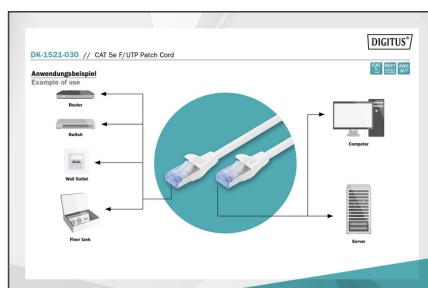 DIGITUS®
DK-1521-030 // CAT 5e F/UTP Patch Cord
Anwendungsbeispiel
Example of use
Router
Switch
Wall Outlet
Floor tank
Computer
Server